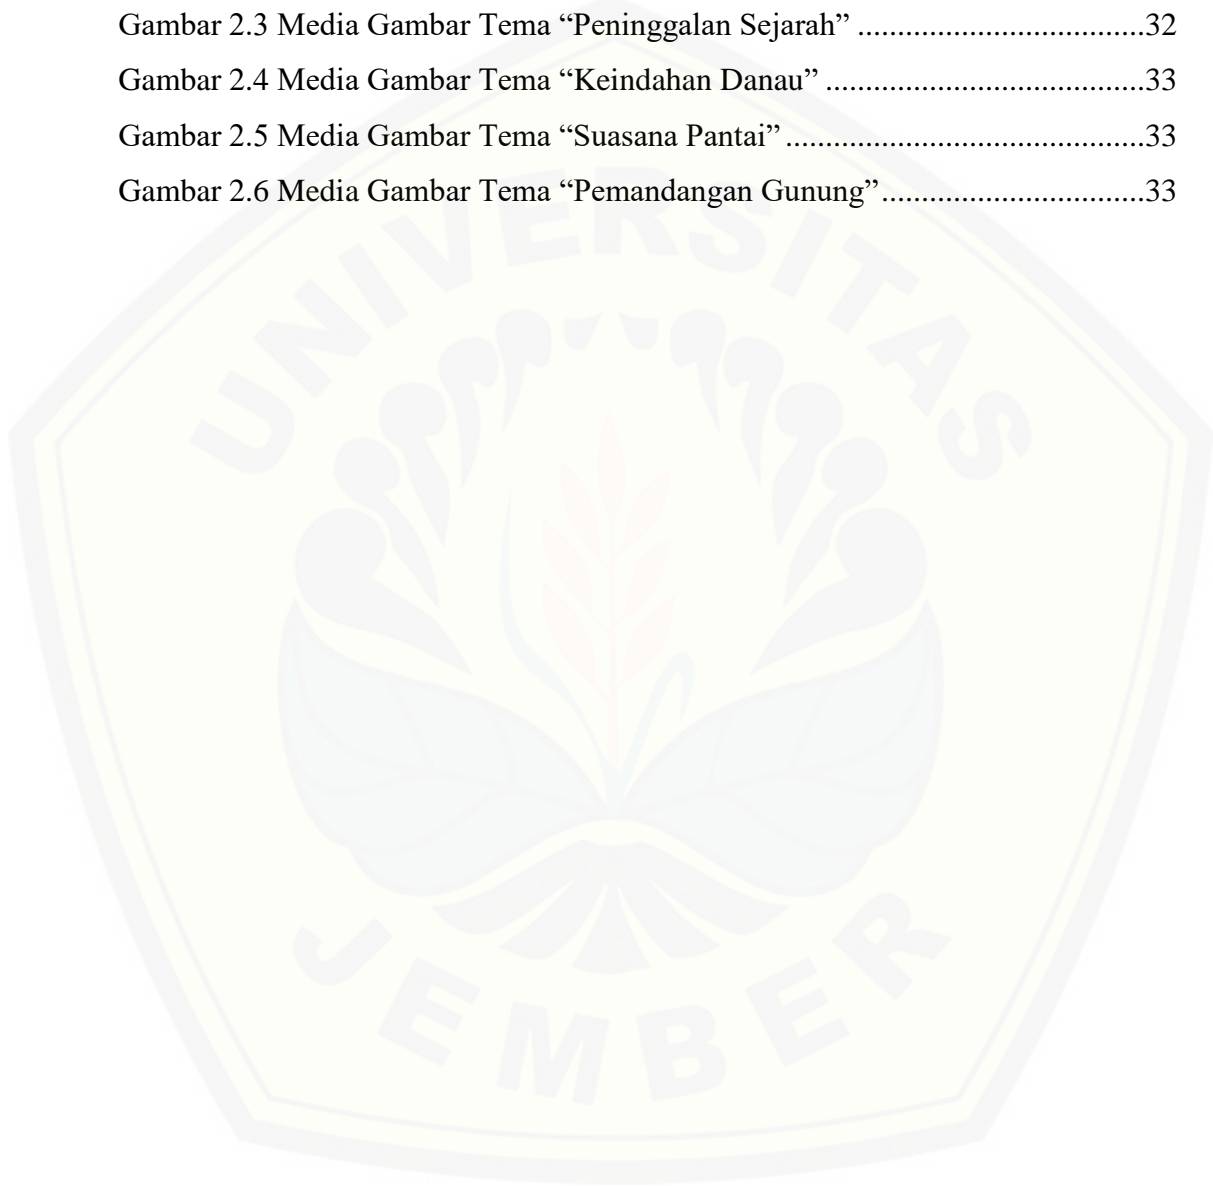 Gambar 2.3 Media Gambar Tema “Peninggalan Sejarah” ....................................32
Gambar 2.4 Media Gambar Tema “Keindahan Danau” ........................................33
Gambar 2.5 Media Gambar Tema “Suasana Pantai” .............................................33
Gambar 2.6 Media Gambar Tema “Pemandangan Gunung” .................................33
UNIVERSITAS
JEMBER